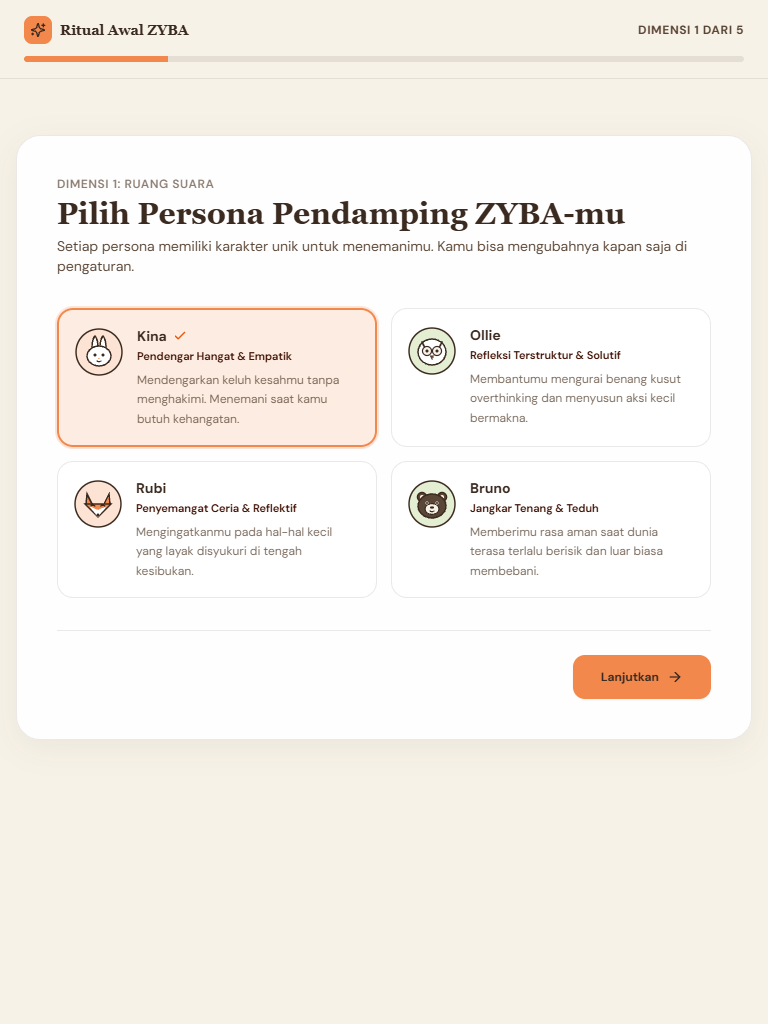 Ritual Awal ZYBA
DIMENSI 1 DARI 5
DIMENSI 1: RUANG SUARA
Pilih Persona Pendamping ZYBA-mu
Setiap persona memiliki karakter unik untuk menemanimu. Kamu bisa mengubahnya kapan saja di
pengaturan.
Kina
Pendengar Hangat & Empatik
Mendengarkan keluh kesahmu tanpa
menghakimi. Menemani saat kamu
butuh kehangatan.
Ollie
Refleksi Terstruktur & Solutif
Membantumu mengurai benang kusut
overthinking dan menyusun aksi kecil
bermakna.
Rubi
Penyemangat Ceria & Reflektif
Mengingatkanmu pada hal-hal kecil
yang layak disyukuri di tengah
kesibukan.
Bruno
Jangkar Tenang & Teduh
Memberimu rasa aman saat dunia
terasa terlalu berisik dan luar biasa
membebani.
Lanjutkan